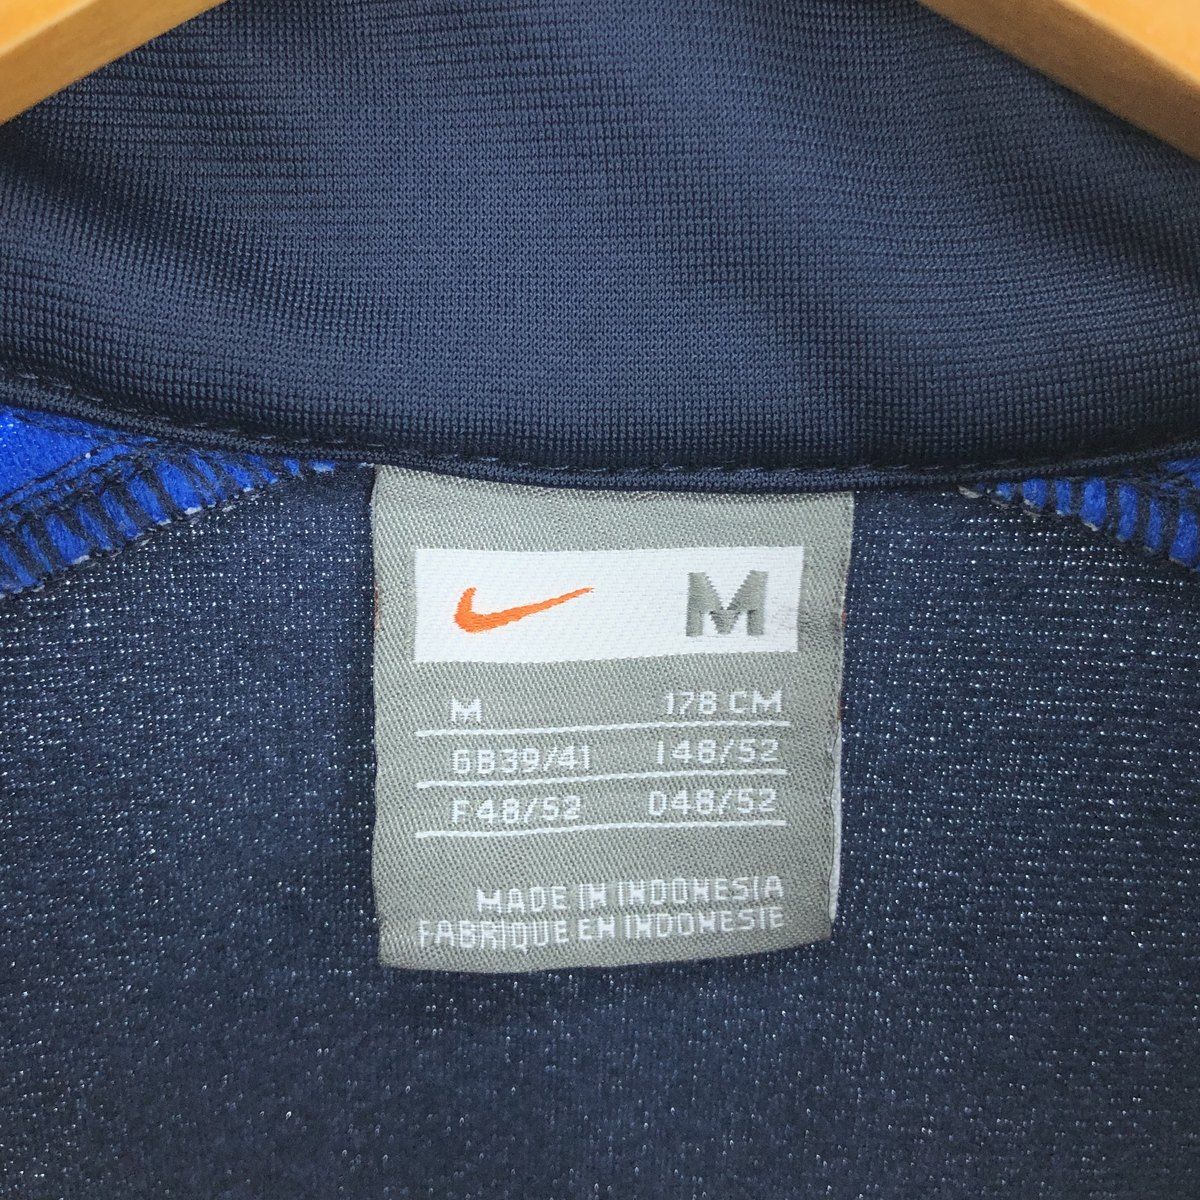 M
M 178 CM
GB39/41 I48/52
F48/52 D48/52
MADE IN INDONESIA
FABRIQUE EN INDONESIE